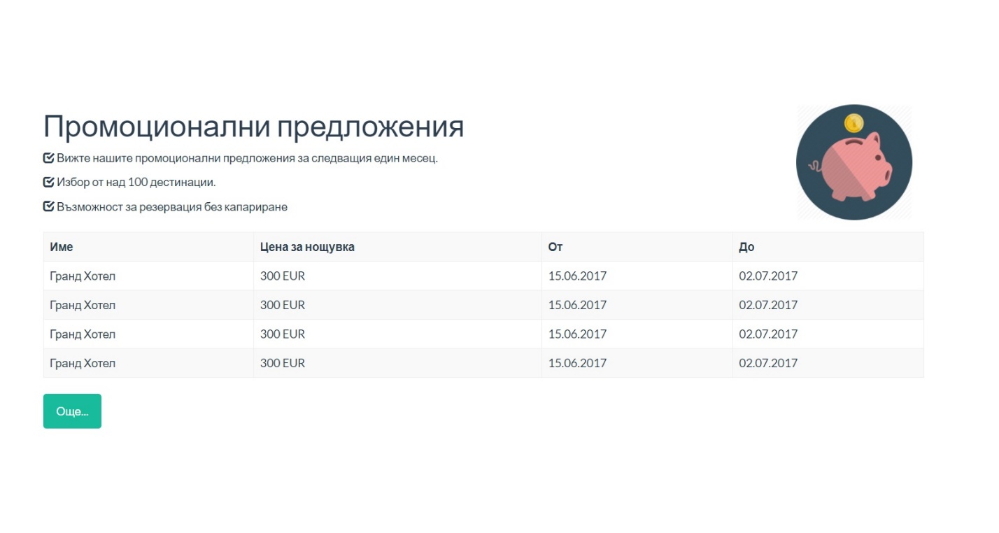 Промоционални предложения
Вижте нашите промоционални предложения за следващия един месец.
Избор от над 100 дестинации.
Възможност за резервация без капариране
Име Цена за нощувка От До
Гранд Хотел 300 EUR 15.06.2017 02.07.2017
Гранд Хотел 300 EUR 15.06.2017 02.07.2017
Гранд Хотел 300 EUR 15.06.2017 02.07.2017
Гранд Хотел 300 EUR 15.06.2017 02.07.2017
Още...